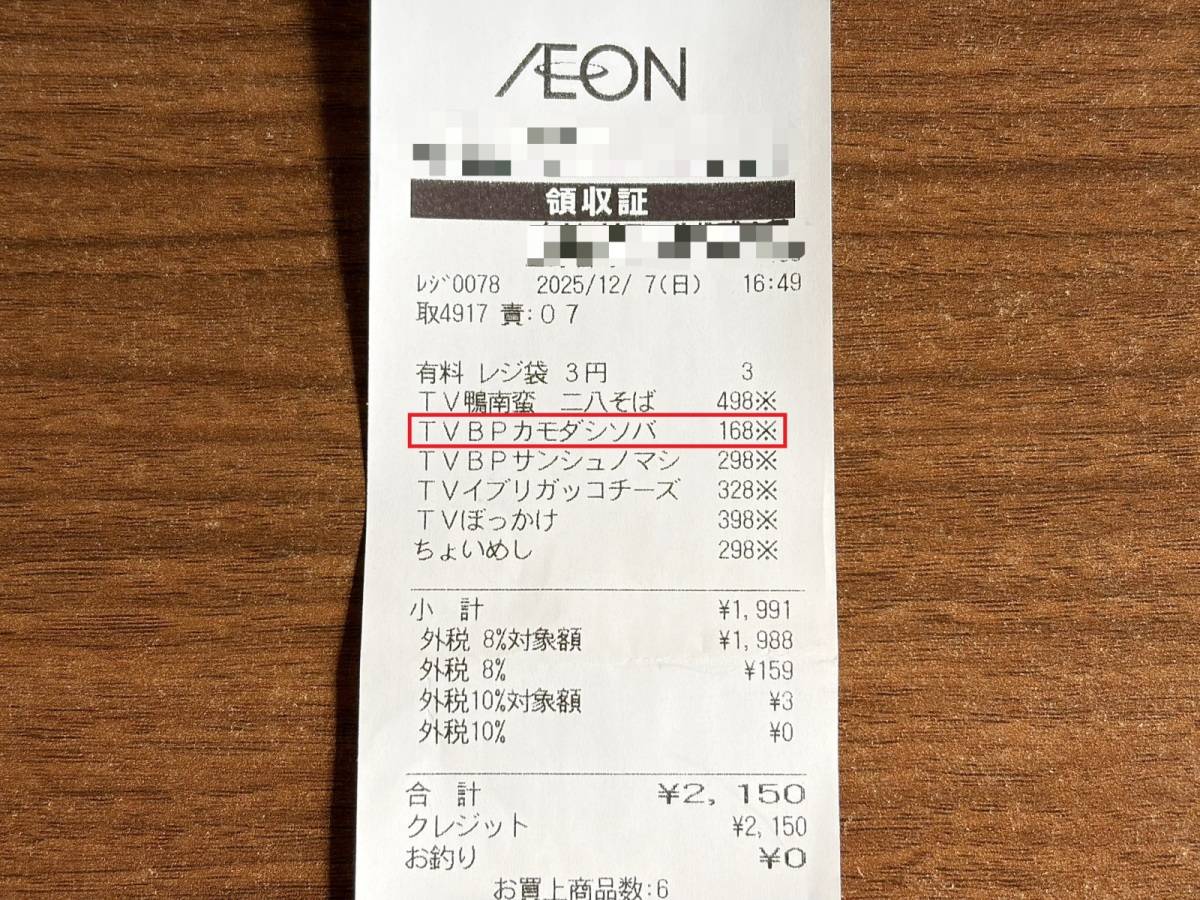 ÆON
領収証
ﾚｼﾞ0078 2025/12/ 7(日) 16:49
取4917 責:０７
有料 レジ袋 ３円 3
ＴＶ鴨南蛮 二八そば 498※
ＴＶＢＰカモダシソバ 168※
ＴＶＢＰサンシュノマシ 298※
ＴＶイブリガッコチーズ 328※
ＴＶぼっかけ 398※
ちょいめし 298※
小 計 ¥1,991
外税 8%対象額 ¥1,988
外税 8% ¥159
外税10%対象額 ¥3
外税10% ¥0
合 計 ¥2,150
クレジット ¥2,150
お釣り ¥0
お買上商品数:6